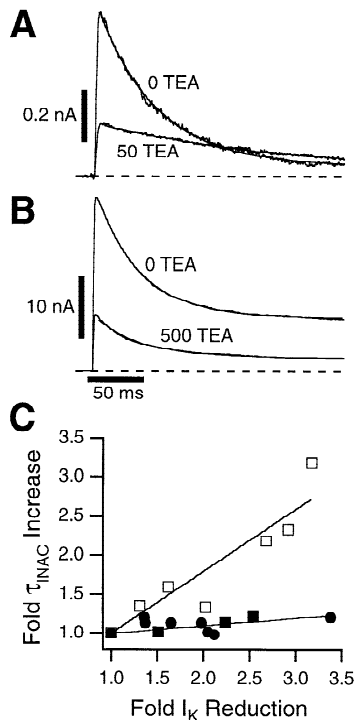 A
0 TEA
0.2 nA
50 TEA
B
0 TEA
10 nA
500 TEA
50 ms
C
Fold τINAC Increase
3.5
3.0
2.5
2.0
1.5
1.0
1.0 1.5 2.0 2.5 3.0 3.5
Fold IK Reduction